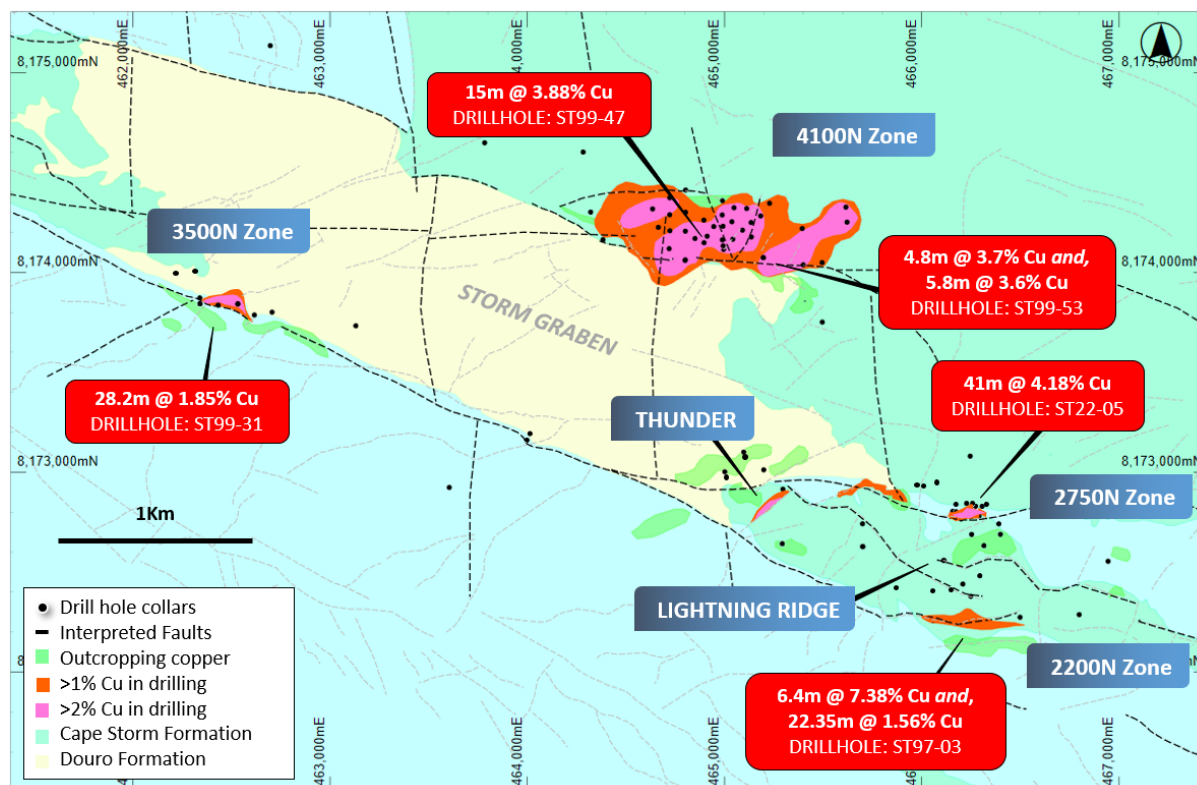 462,000mE
463,000mE
464,000mE
465,000mE
466,000mE
467,000mE
8,175,000mN
8,175,000mN
15m @ 3.88% Cu
DRILLHOLE: ST99-47
4100N Zone
3500N Zone
8,174,000mN
8,174,000mN
4.8m @ 3.7% Cu and,
5.8m @ 3.6% Cu
DRILLHOLE: ST99-53
STORM GRABEN
28.2m @ 1.85% Cu
DRILLHOLE: ST99-31
41m @ 4.18% Cu
DRILLHOLE: ST22-05
THUNDER
8,173,000mN
8,173,000mN
2750N Zone
1Km
LIGHTNING RIDGE
2200N Zone
6.4m @ 7.38% Cu and,
22.35m @ 1.56% Cu
DRILLHOLE: ST97-03
Drill hole collars
Interpreted Faults
Outcropping copper
>1% Cu in drilling
>2% Cu in drilling
Cape Storm Formation
Douro Formation
463,000mE
464,000mE
465,000mE
466,000mE
467,000mE